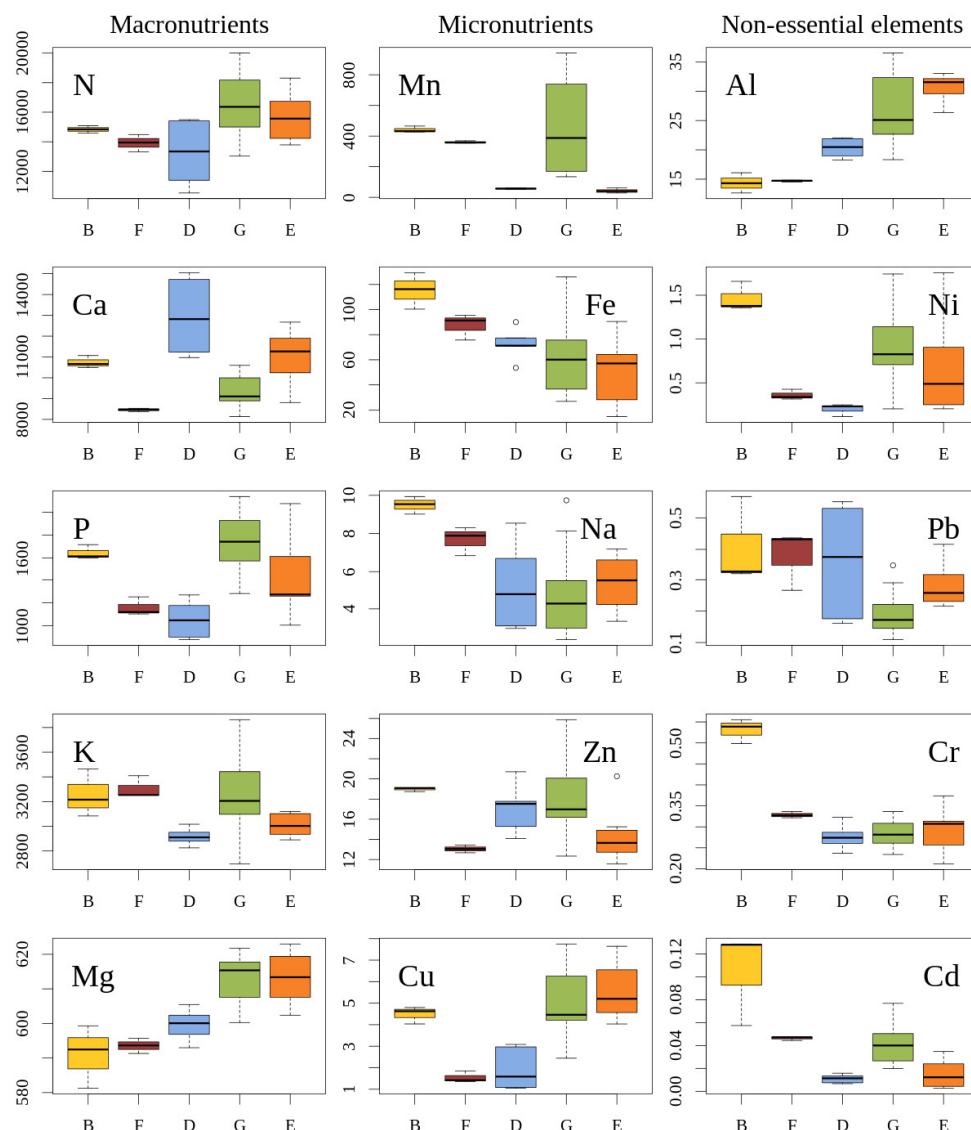 Macronutrients
Micronutrients
Non-essential elements
N
12000 16000 20000
B F D G E
Mn
0 400 800
B F D G E
Al
15 25 35
B F D G E
Ca
8000 11000 14000
B F D G E
Fe
20 60 100
B F D G E
Ni
0.5 1.0 1.5
B F D G E
P
1000 1600
B F D G E
Na
4 6 8 10
B F D G E
Pb
0.1 0.3 0.5
B F D G E
K
2800 3200 3600
B F D G E
Zn
12 16 20 24
B F D G E
Cr
0.20 0.35 0.50
B F D G E
Mg
580 600 620
B F D G E
Cu
1 3 5 7
B F D G E
Cd
0.00 0.04 0.08 0.12
B F D G E